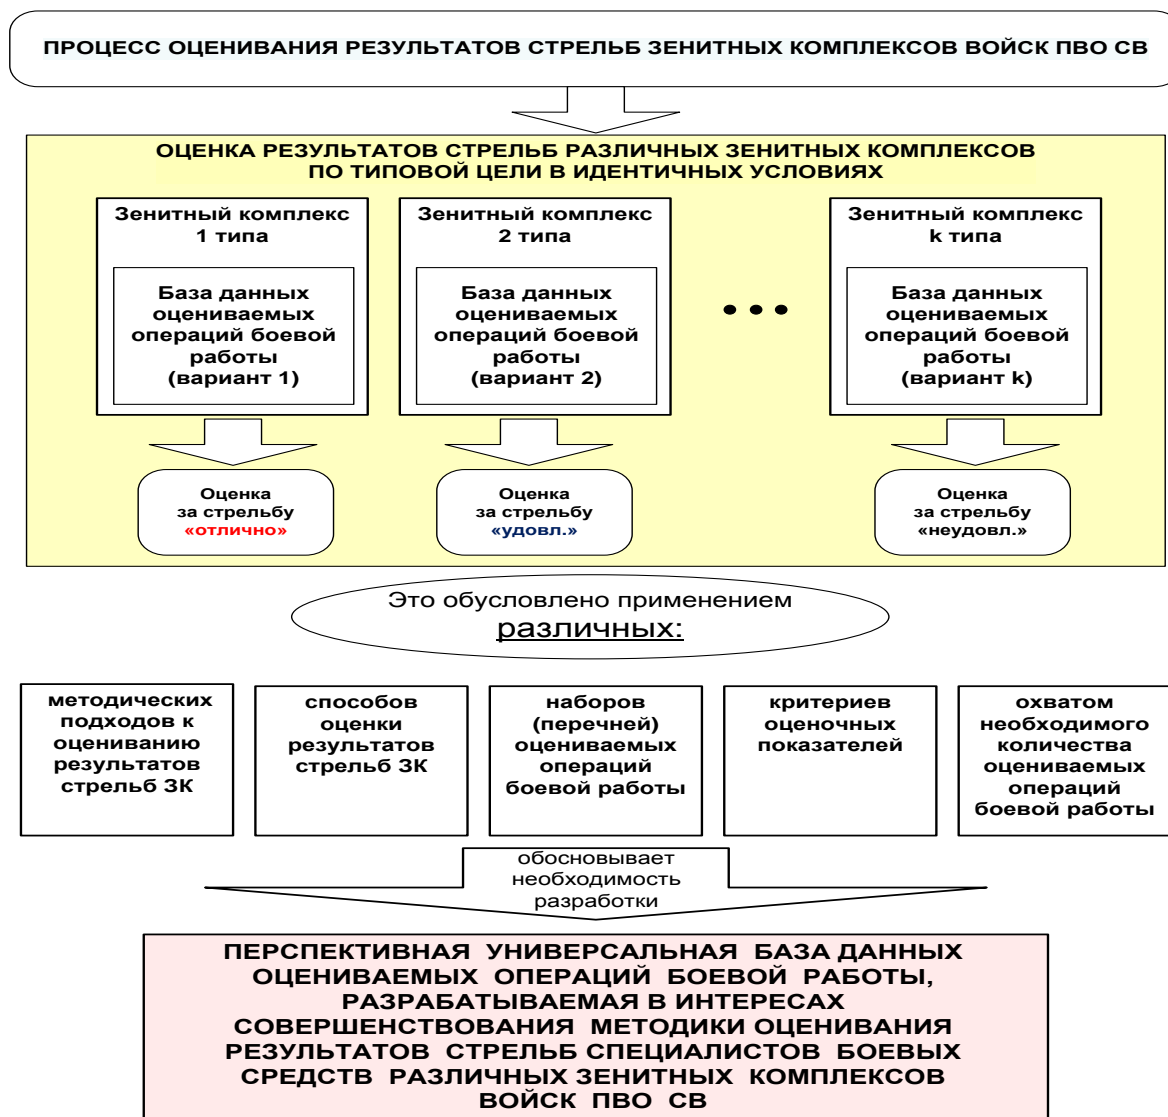 ПРОЦЕСС ОЦЕНИВАНИЯ РЕЗУЛЬТАТОВ СТРЕЛЬБ ЗЕНИТНЫХ КОМПЛЕКСОВ ВОЙСК ПВО СВ
ОЦЕНКА РЕЗУЛЬТАТОВ СТРЕЛЬБ РАЗЛИЧНЫХ ЗЕНИТНЫХ КОМПЛЕКСОВ
ПО ТИПОВОЙ ЦЕЛИ В ИДЕНТИЧНЫХ УСЛОВИЯХ
Зенитный комплекс
1 типа
База данных
оцениваемых
операций боевой
работы
(вариант 1)
Зенитный комплекс
2 типа
База данных
оцениваемых
операций боевой
работы
(вариант 2)
• • •
Зенитный комплекс
k типа
База данных
оцениваемых
операций боевой
работы
(вариант k)
Оценка
за стрельбу
«отлично»
Оценка
за стрельбу
«удовл.»
Оценка
за стрельбу
«неудовл.»
Это обусловлено применением
различных:
методических
подходов к
оцениванию
результатов
стрельб ЗК
способов
оценки
результатов
стрельб ЗК
наборов
(перечней)
оцениваемых
операций
боевой работы
критериев
оценочных
показателей
охватом
необходимого
количества
оцениваемых
операций
боевой работы
обосновывает
необходимость
разработки
ПЕРСПЕКТИВНАЯ УНИВЕРСАЛЬНАЯ БАЗА ДАННЫХ
ОЦЕНИВАЕМЫХ ОПЕРАЦИЙ БОЕВОЙ РАБОТЫ,
РАЗРАБАТЫВАЕМАЯ В ИНТЕРЕСАХ
СОВЕРШЕНСТВОВАНИЯ МЕТОДИКИ ОЦЕНИВАНИЯ
РЕЗУЛЬТАТОВ СТРЕЛЬБ СПЕЦИАЛИСТОВ БОЕВЫХ
СРЕДСТВ РАЗЛИЧНЫХ ЗЕНИТНЫХ КОМПЛЕКСОВ
ВОЙСК ПВО СВ